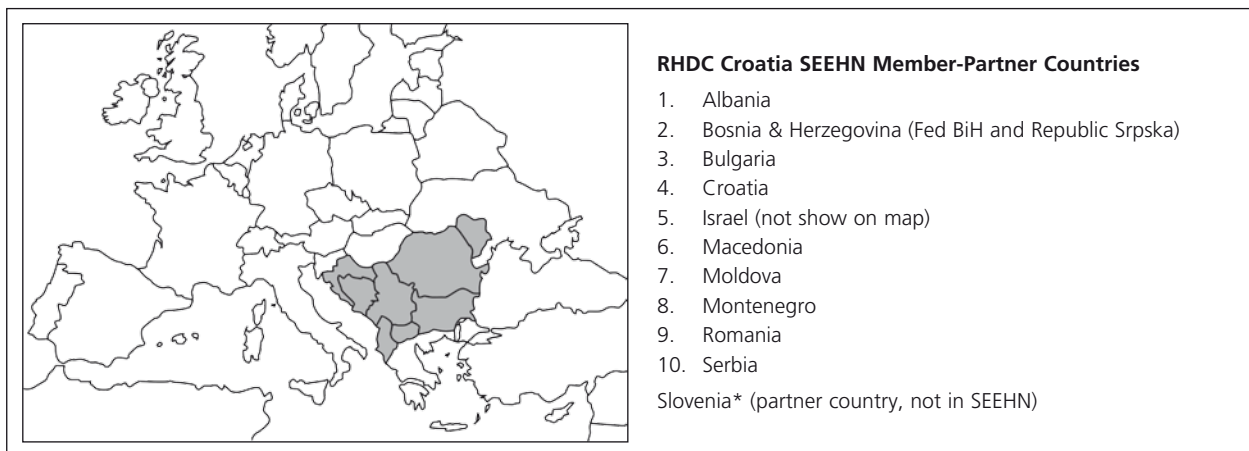 RHDC Croatia SEEHN Member-Partner Countries
1. Albania
2. Bosnia & Herzegovina (Fed BiH and Republic Srpska)
3. Bulgaria
4. Croatia
5. Israel (not show on map)
6. Macedonia
7. Moldova
8. Montenegro
9. Romania
10. Serbia
Slovenia* (partner country, not in SEEHN)